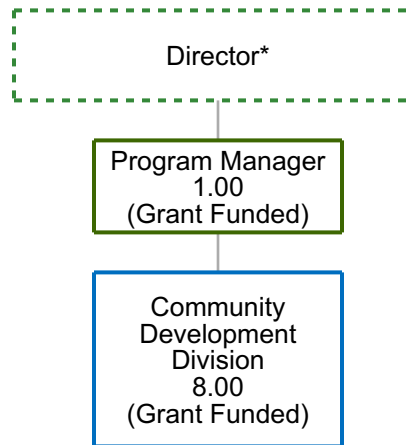 Director*
Program Manager
1.00
(Grant Funded)
Community
Development
Division
8.00
(Grant Funded)